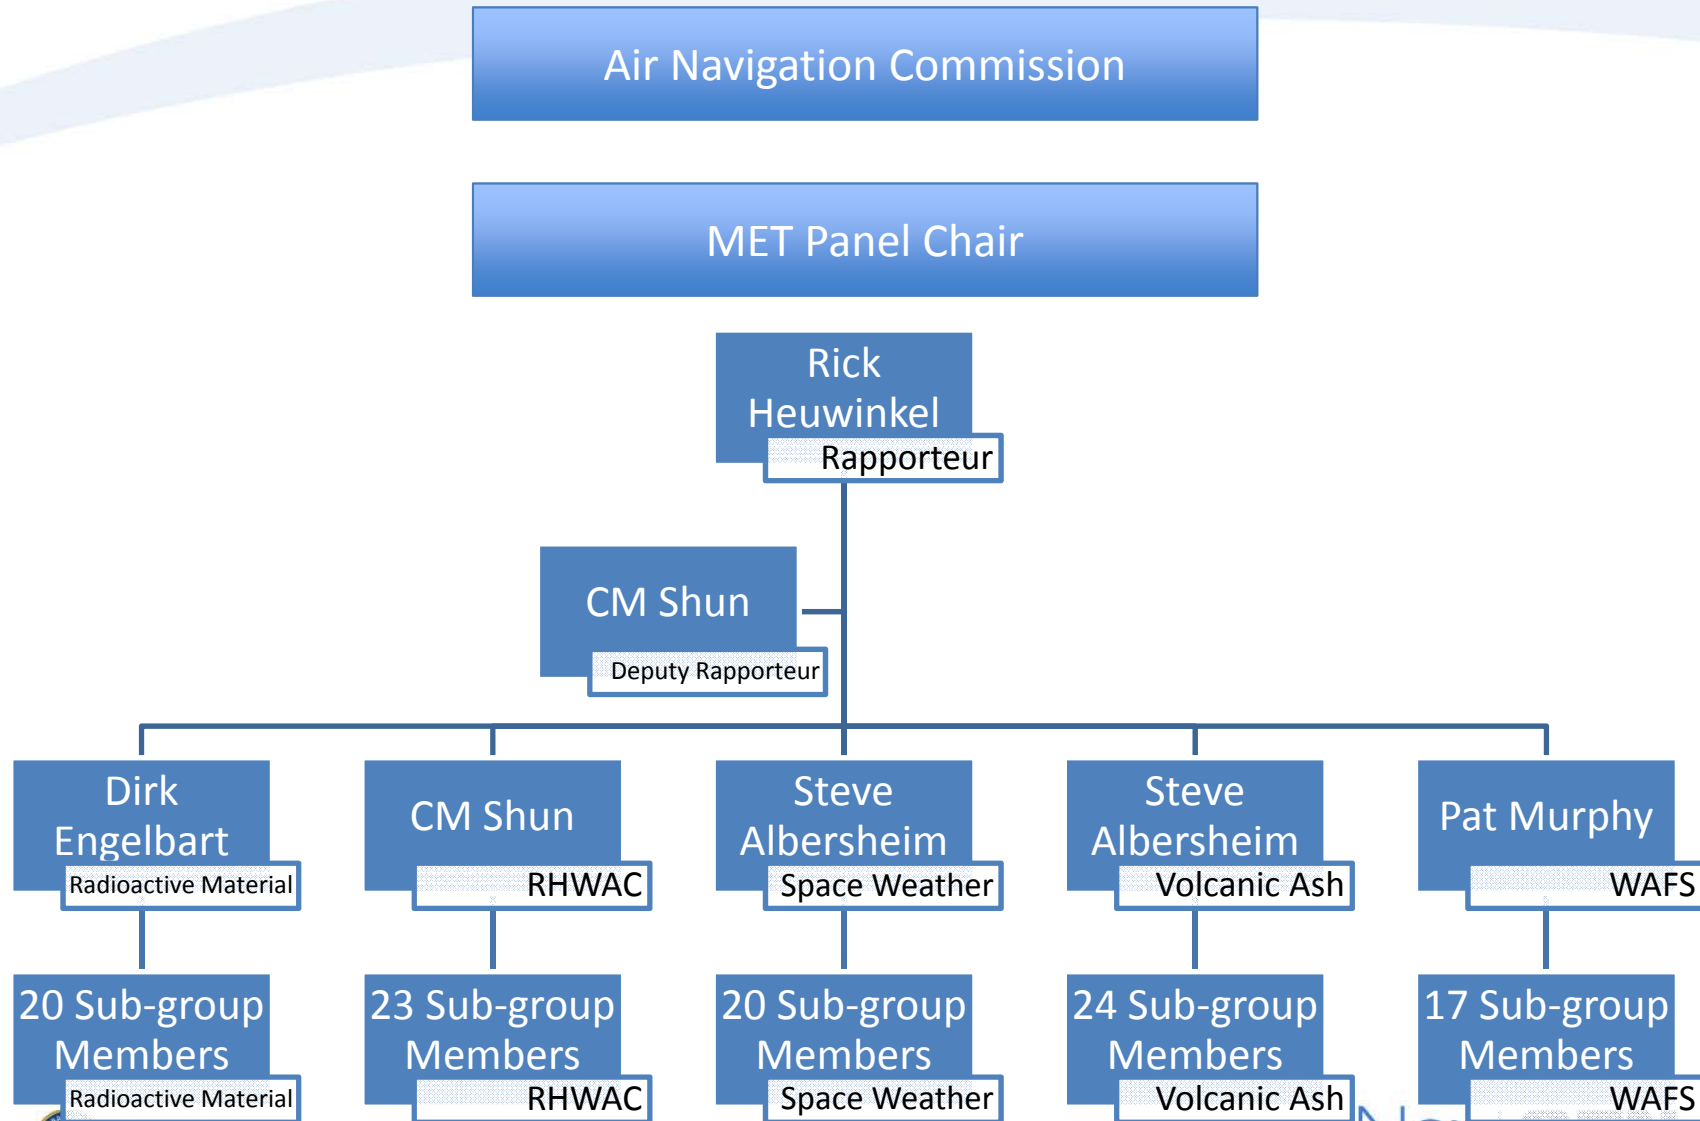 Air Navigation Commission
MET Panel Chair
Rick
Heuwinkel
Rapporteur
CM Shun
Deputy Rapporteur
Dirk
Engelbart
Radioactive Material
CM Shun
RHWAC
Steve
Albersheim
Space Weather
Steve
Albersheim
Volcanic Ash
Pat Murphy
WAFS
20 Sub-group
Members
Radioactive Material
23 Sub-group
Members
RHWAC
20 Sub-group
Members
Space Weather
24 Sub-group
Members
Volcanic Ash
17 Sub-group
Members
WAFS